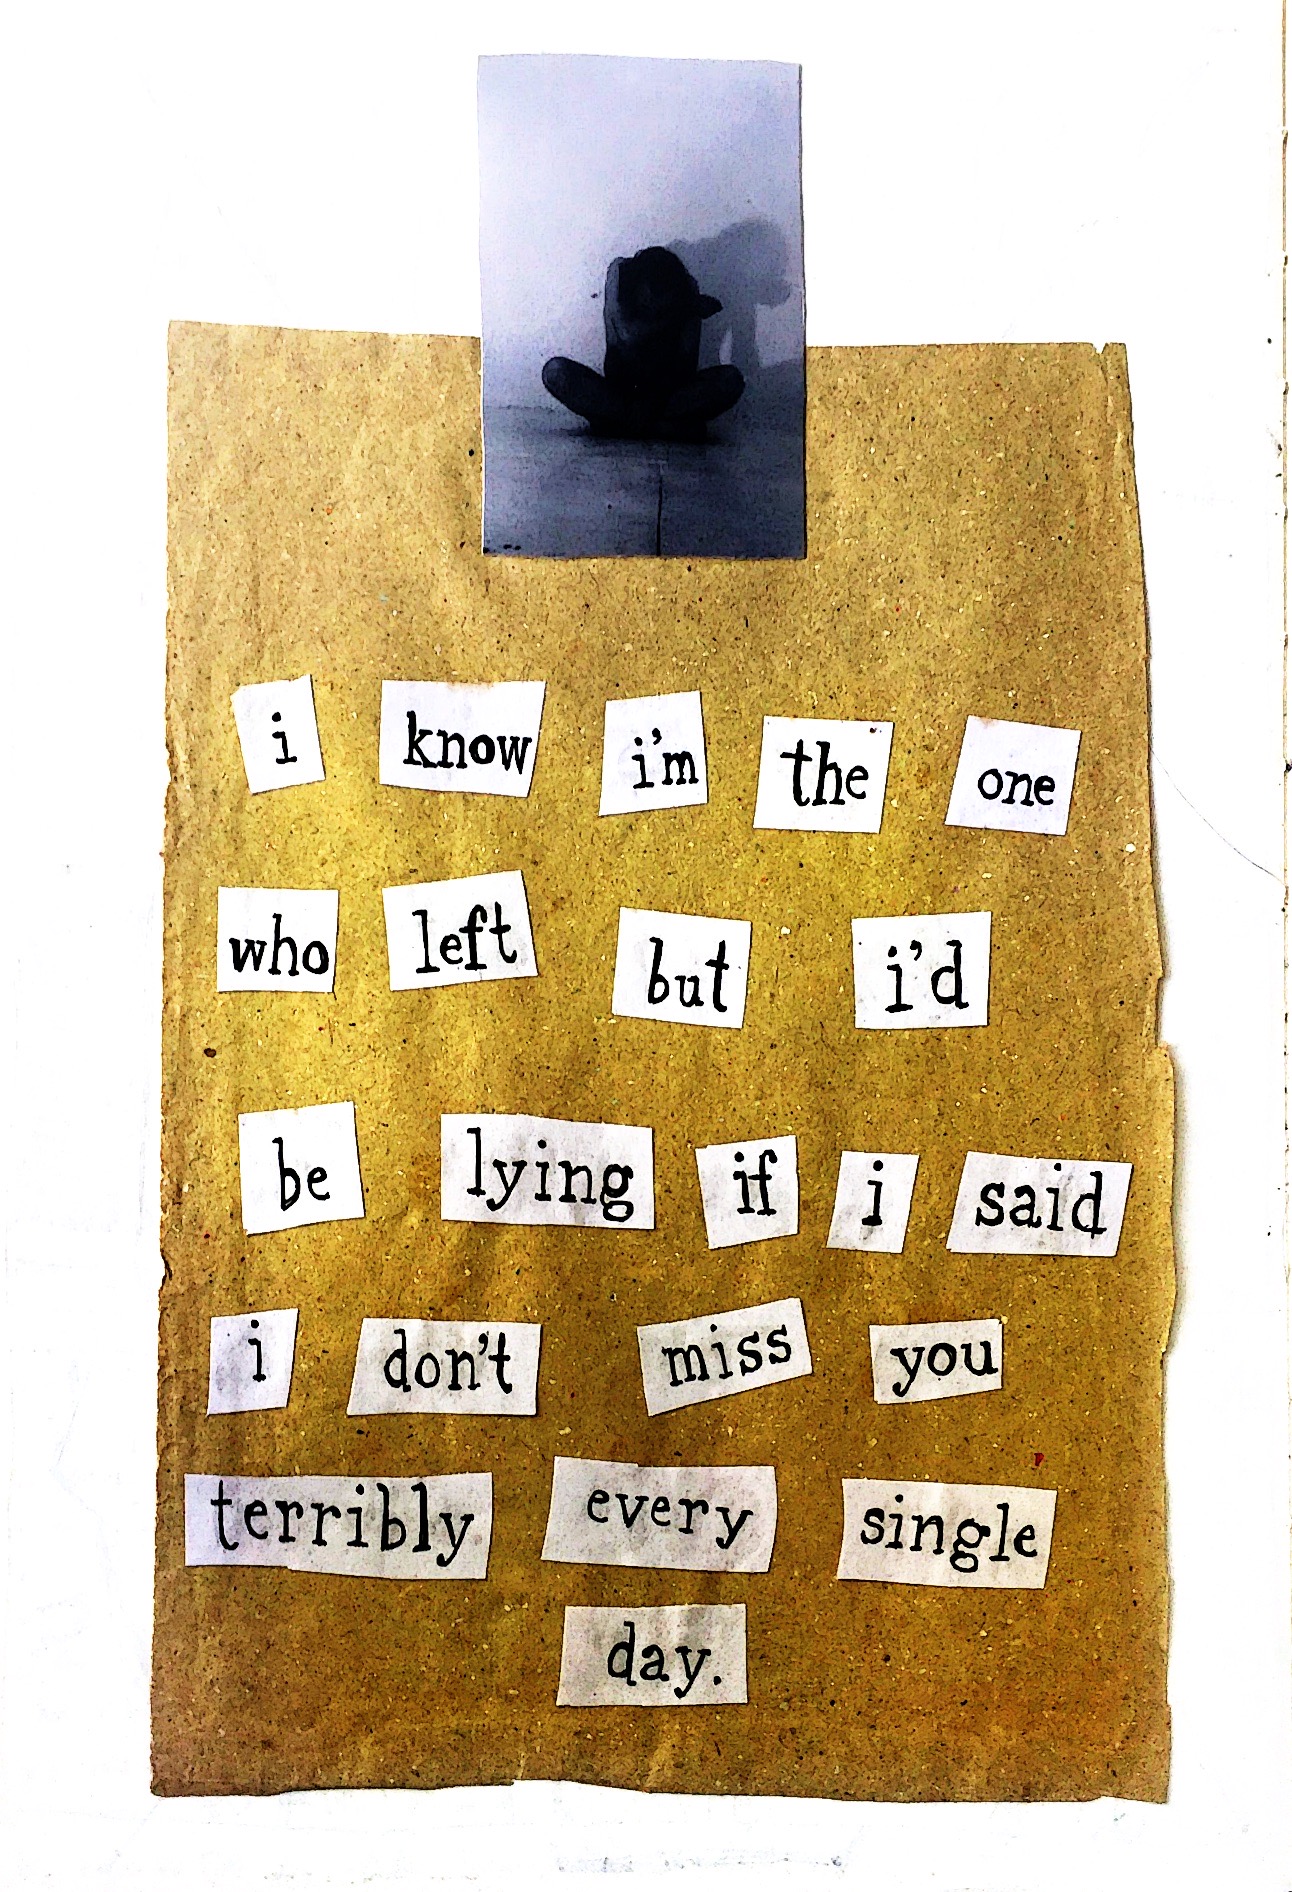 i know i'm the one
who left but i'd
be lying if i said
i don't miss you
terribly every single
day.